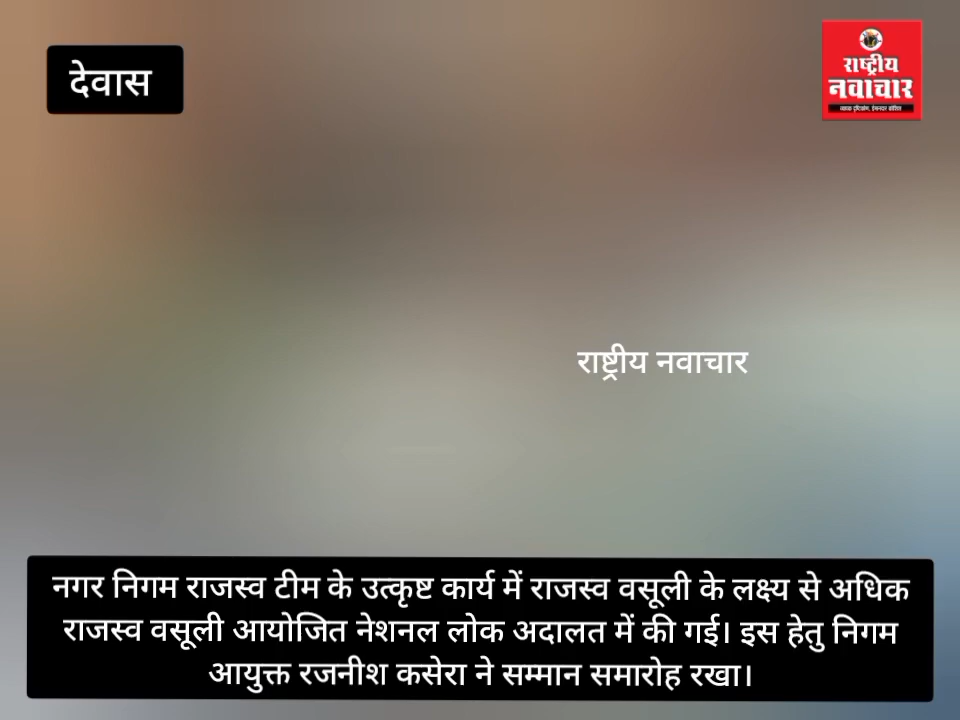 देवास
राष्ट्रीय
नवाचार
राष्ट्रीय नवाचार
नगर निगम राजस्व टीम के उत्कृष्ट कार्य में राजस्व वसूली के लक्ष्य से अधिक
राजस्व वसूली आयोजित नेशनल लोक अदालत में की गई। इस हेतु निगम
आयुक्त रजनीश कसेरा ने सम्मान समारोह रखा।